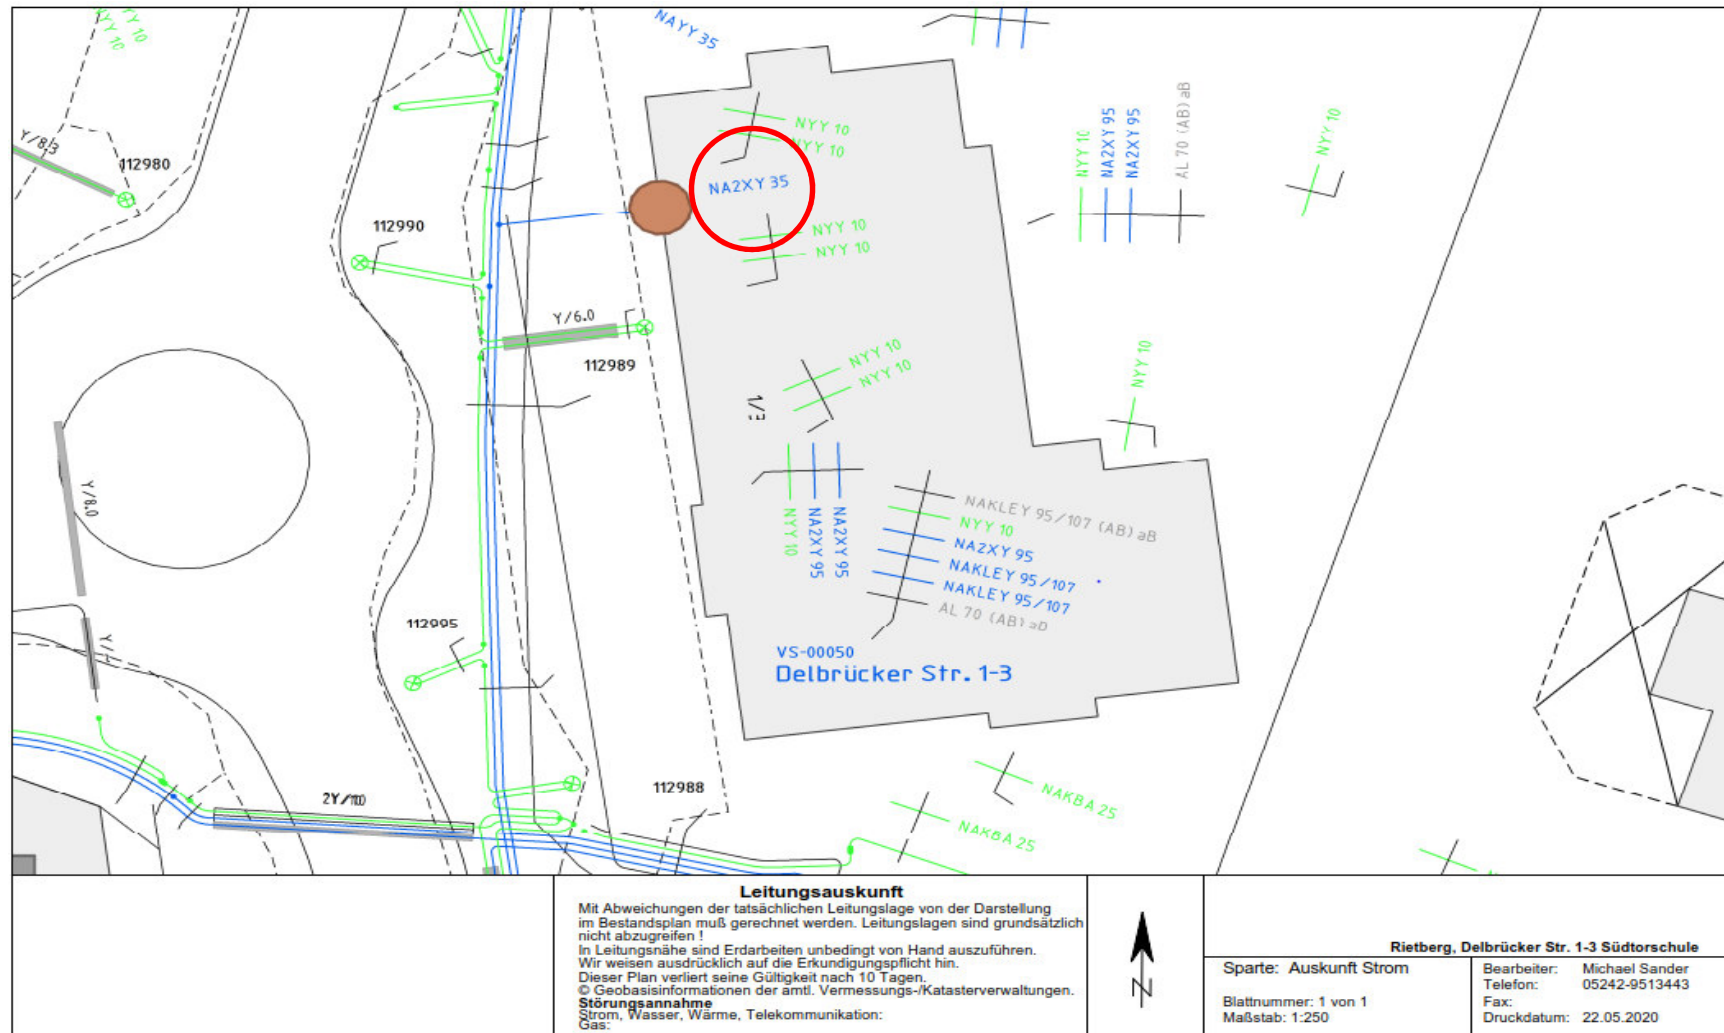 NYY 10
NYY 10
NAYY 35
Y/8.3
112980
112990
NYY 10
NYY 10
NA2XY 35
NYY 10
NYY 10
NYY 10
NA2XY 95
NA2XY 95
AL 70 (AB) aB
NYY 10
Y/6.0
112989
NYY 10
NYY 10
NYY 10
1/3
Y/8.0
NYY 10
NA2XY 95
NA2XY 95
NAKLEY 95/107 (AB) aB
NYY 10
NA2XY 95
NAKLEY 95/107
NAKLEY 95/107
AL 70 (AB) aB
112995
VS-00050
Delbrücker Str. 1-3
112988
NAKBA 25
NAKBA 25
Leitungsauskunft
Mit Abweichungen der tatsächlichen Leitungslage von der Darstellung
im Bestandsplan muß gerechnet werden. Leitungslagen sind grundsätzlich
nicht abzugreifen !
In Leitungsnähe sind Erdarbeiten unbedingt von Hand auszuführen.
Wir weisen ausdrücklich auf die Erkundigungspflicht hin.
Dieser Plan verliert seine Gültigkeit nach 10 Tagen.
© Geobasisinformationen der amtl. Vermessungs-/Katasterverwaltungen.
Störungsannahme
Strom, Wasser, Wärme, Telekommunikation:
Gas:
N
Rietberg, Delbrücker Str. 1-3 Südtorschule
Sparte: Auskunft Strom
Blattnummer: 1 von 1
Maßstab: 1:250
Bearbeiter: Michael Sander
Telefon: 05242-9513443
Fax:
Druckdatum: 22.05.2020